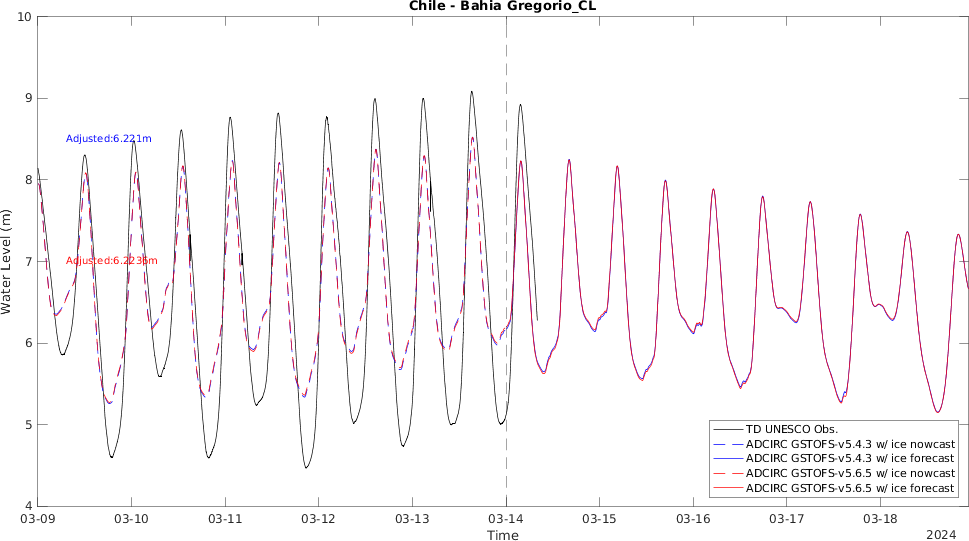 Chile - Bahia Gregorio_CL
10
9
8
7
6
5
4
Water Level (m)
Adjusted:6.221m
Adjusted:6.2236m
TD UNESCO Obs.
ADCIRC GSTOFS-v5.4.3 w/ ice nowcast
ADCIRC GSTOFS-v5.4.3 w/ ice forecast
ADCIRC GSTOFS-v5.6.5 w/ ice nowcast
ADCIRC GSTOFS-v5.6.5 w/ ice forecast
03-09 03-10 03-11 03-12 03-13 03-14 03-15 03-16 03-17 03-18
Time
2024